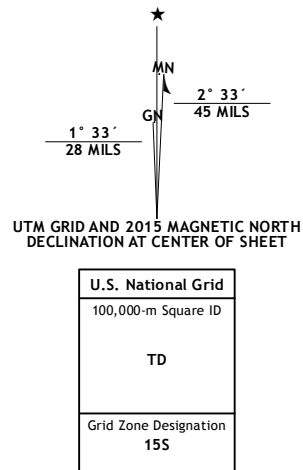 ★
MN
GN
2° 33´
45 MILS
1° 33´
28 MILS
UTM GRID AND 2015 MAGNETIC NORTH
DECLINATION AT CENTER OF SHEET
U.S. National Grid
100,000-m Square ID
TD
Grid Zone Designation
15S